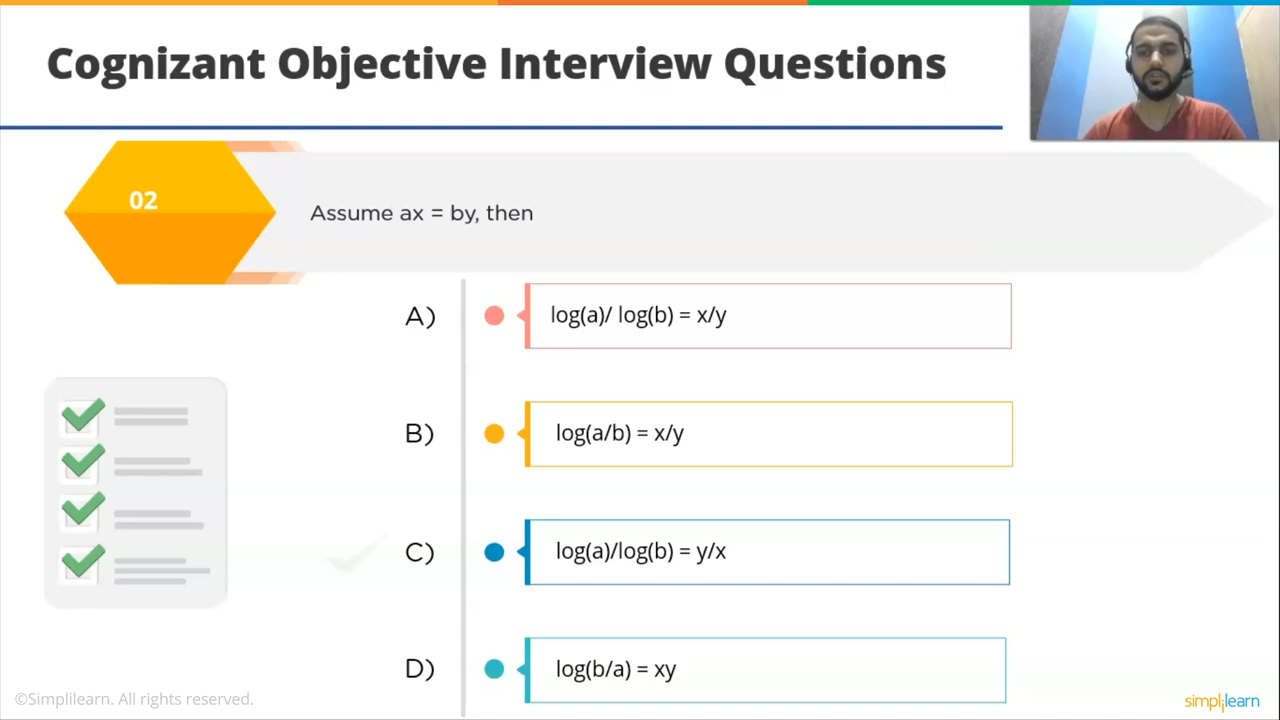 Cognizant Objective Interview Questions
02
Assume ax = by, then
A)
log(a)/ log(b) = x/y
B)
log(a/b) = x/y
C)
log(a)/log(b) = y/x
D)
log(b/a) = xy
©Simplilearn. All rights reserved.
simplilearn